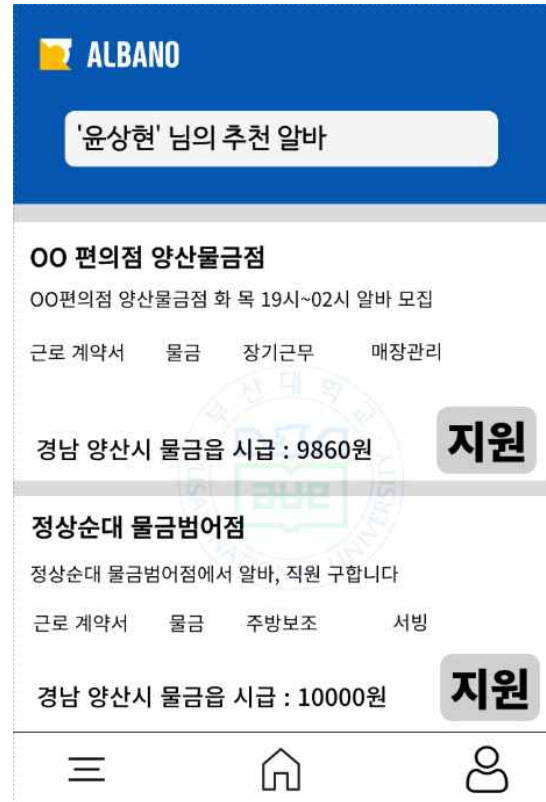 ALBANO
'윤상현' 님의 추천 알바
OO 편의점 양산물금점
OO편의점 양산물금점 화 목 19시~02시 알바 모집
근로 계약서 물금 장기근무 매장관리
경남 양산시 물금읍 시급 : 9860원
지원
정상순대 물금범어점
정상순대 물금범어점에서 알바, 직원 구합니다
근로 계약서 물금 주방보조 서빙
경남 양산시 물금읍 시급 : 10000원
지원